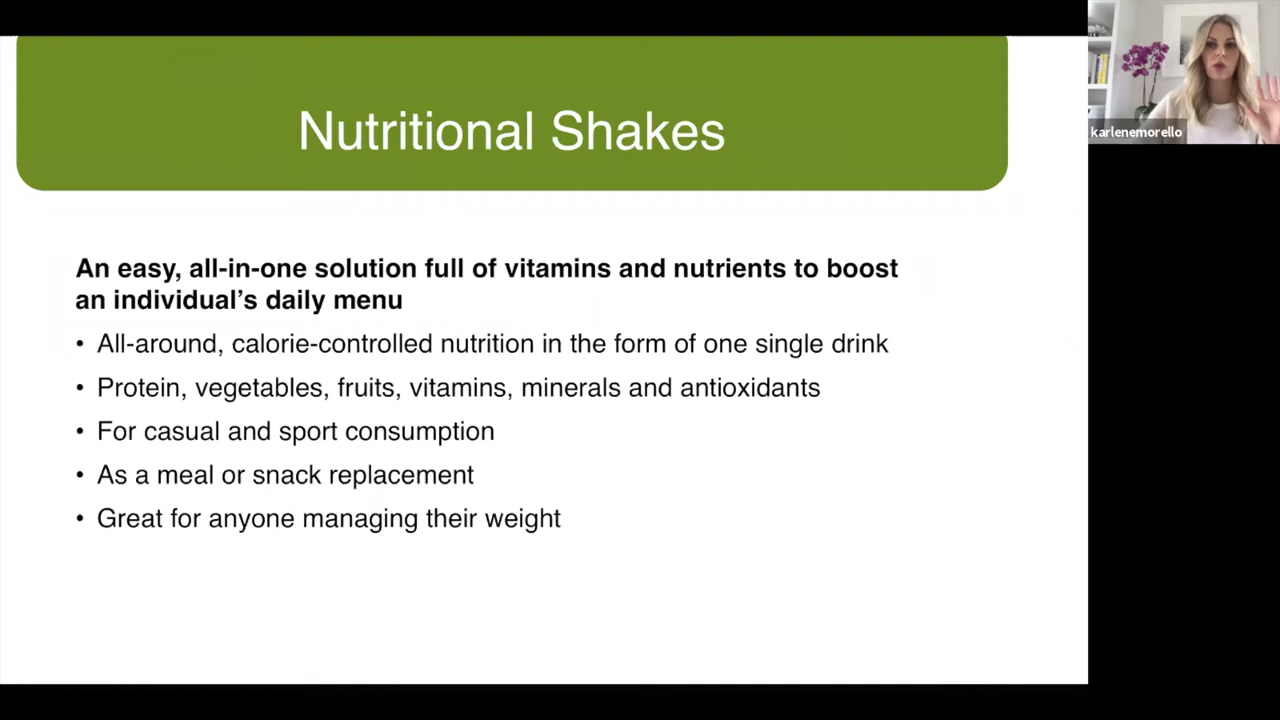 Nutritional Shakes
karlenemorello
An easy, all-in-one solution full of vitamins and nutrients to boost
an individual’s daily menu
• All-around, calorie-controlled nutrition in the form of one single drink
• Protein, vegetables, fruits, vitamins, minerals and antioxidants
• For casual and sport consumption
• As a meal or snack replacement
• Great for anyone managing their weight